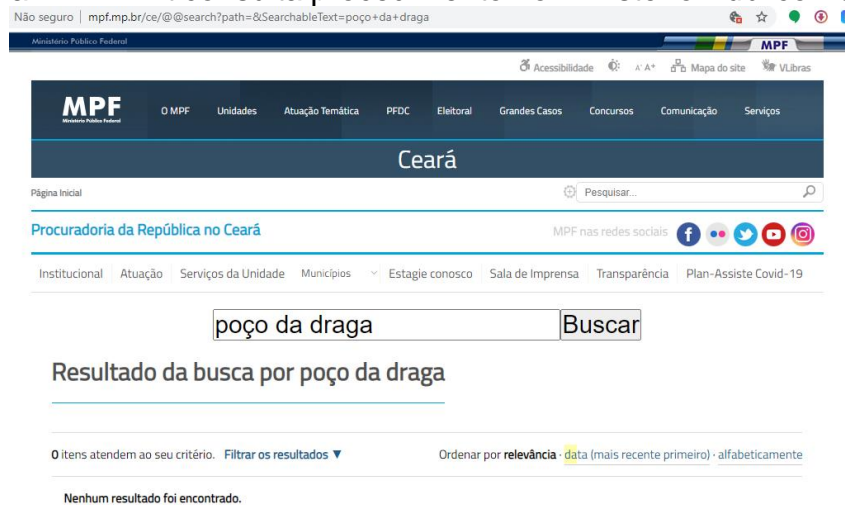 Não seguro | mpf.mp.br/ce/@@search?path=&SearchableText=poço+da+draga
Ministério Público Federal
MPF
Acessibilidade A- A+ Mapa do site VLibras
MPF
Ministério Público Federal
O MPF Unidades Atuação Temática PFDC Eleitoral Grandes Casos Concursos Comunicação Serviços
Ceará
Página Inicial
Pesquisar...
Procuradoria da República no Ceará
MPF nas redes sociais
Institucional Atuação Serviços da Unidade Municípios Estagie conosco Sala de Imprensa Transparência Plan-Assiste Covid-19
poço da draga Buscar
Resultado da busca por poço da draga
0 itens atendem ao seu critério. Filtrar os resultados ▼
Ordenar por relevância · data (mais recente primeiro) · alfabeticamente
Nenhum resultado foi encontrado.